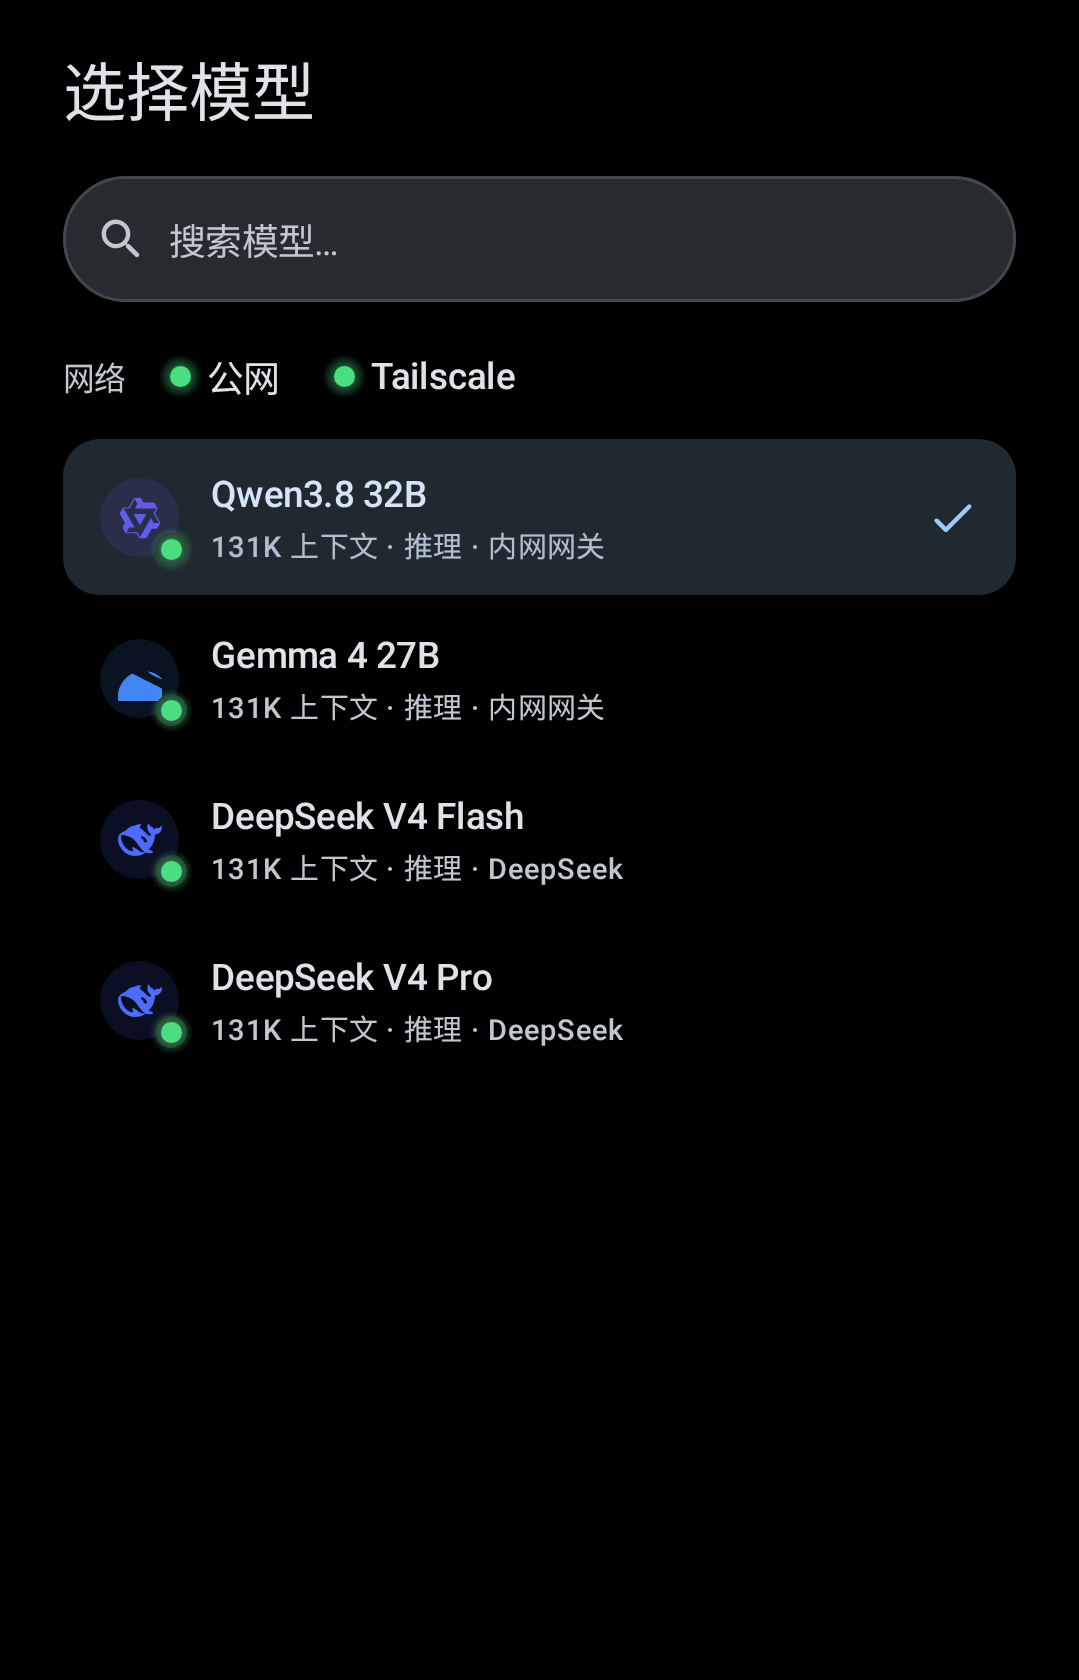 选择模型
搜索模型…
网络 公网 Tailscale
Qwen3.8 32B
131K 上下文 · 推理 · 内网网关
Gemma 4 27B
131K 上下文 · 推理 · 内网网关
DeepSeek V4 Flash
131K 上下文 · 推理 · DeepSeek
DeepSeek V4 Pro
131K 上下文 · 推理 · DeepSeek